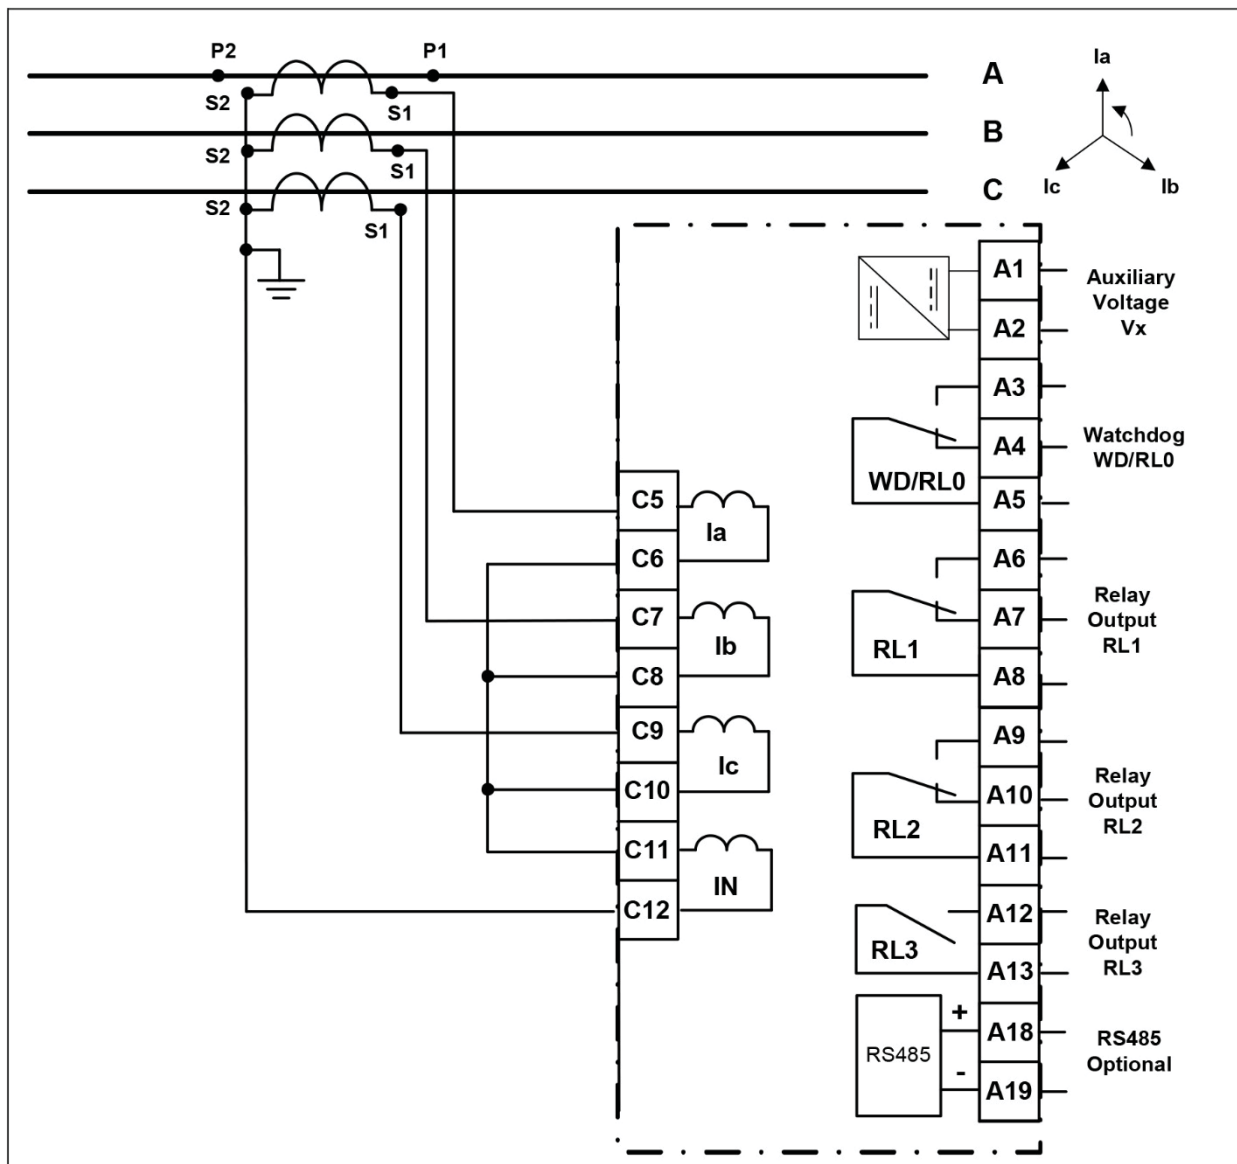 P2
P1
A
Ia
S2
S1
B
S2
S1
C
Ic
Ib
S2
S1
A1
Auxiliary
Voltage
Vx
A2
A3
A4
Watchdog
WD/RL0
WD/RL0
A5
C5
Ia
C6
A6
C7
Ib
A7
Relay
Output
RL1
RL1
C8
A8
C9
Ic
A9
C10
A10
Relay
Output
RL2
RL2
C11
IN
A11
C12
A12
Relay
Output
RL3
RL3
A13
RS485
+
A18
RS485
Optional
-
A19